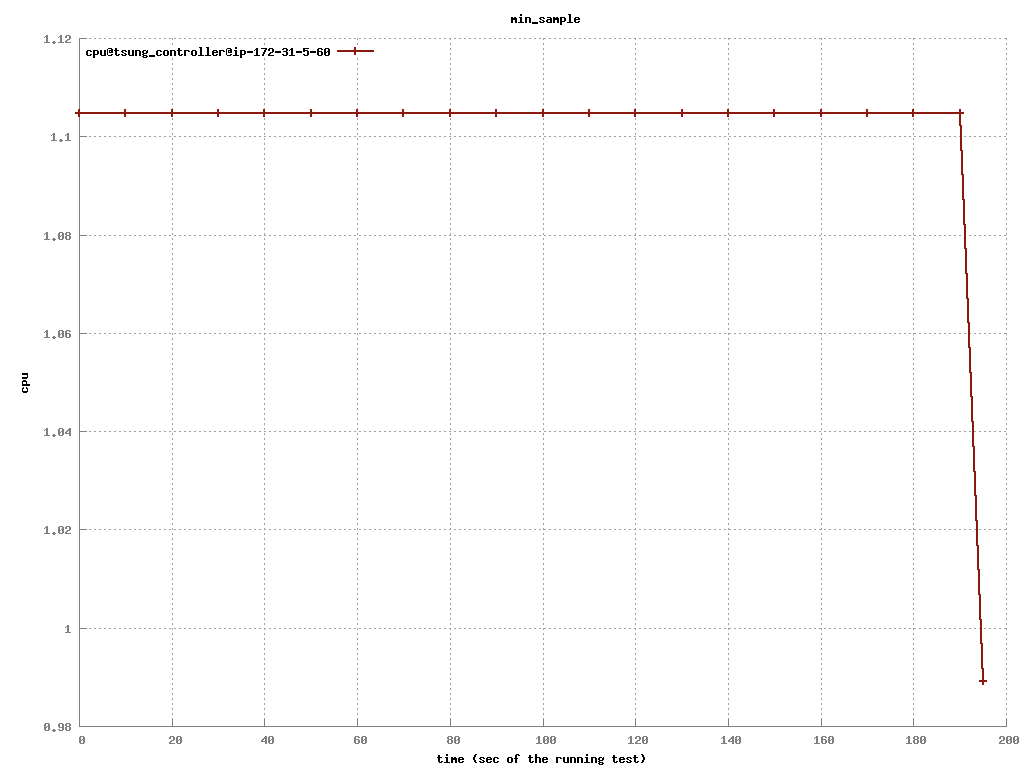 min_sample
cpu@tsung_controller@ip-172-31-5-60
1.12
1.1
1.08
1.06
1.04
1.02
1
0.98
cpu
0 20 40 60 80 100 120 140 160 180 200
time (sec of the running test)